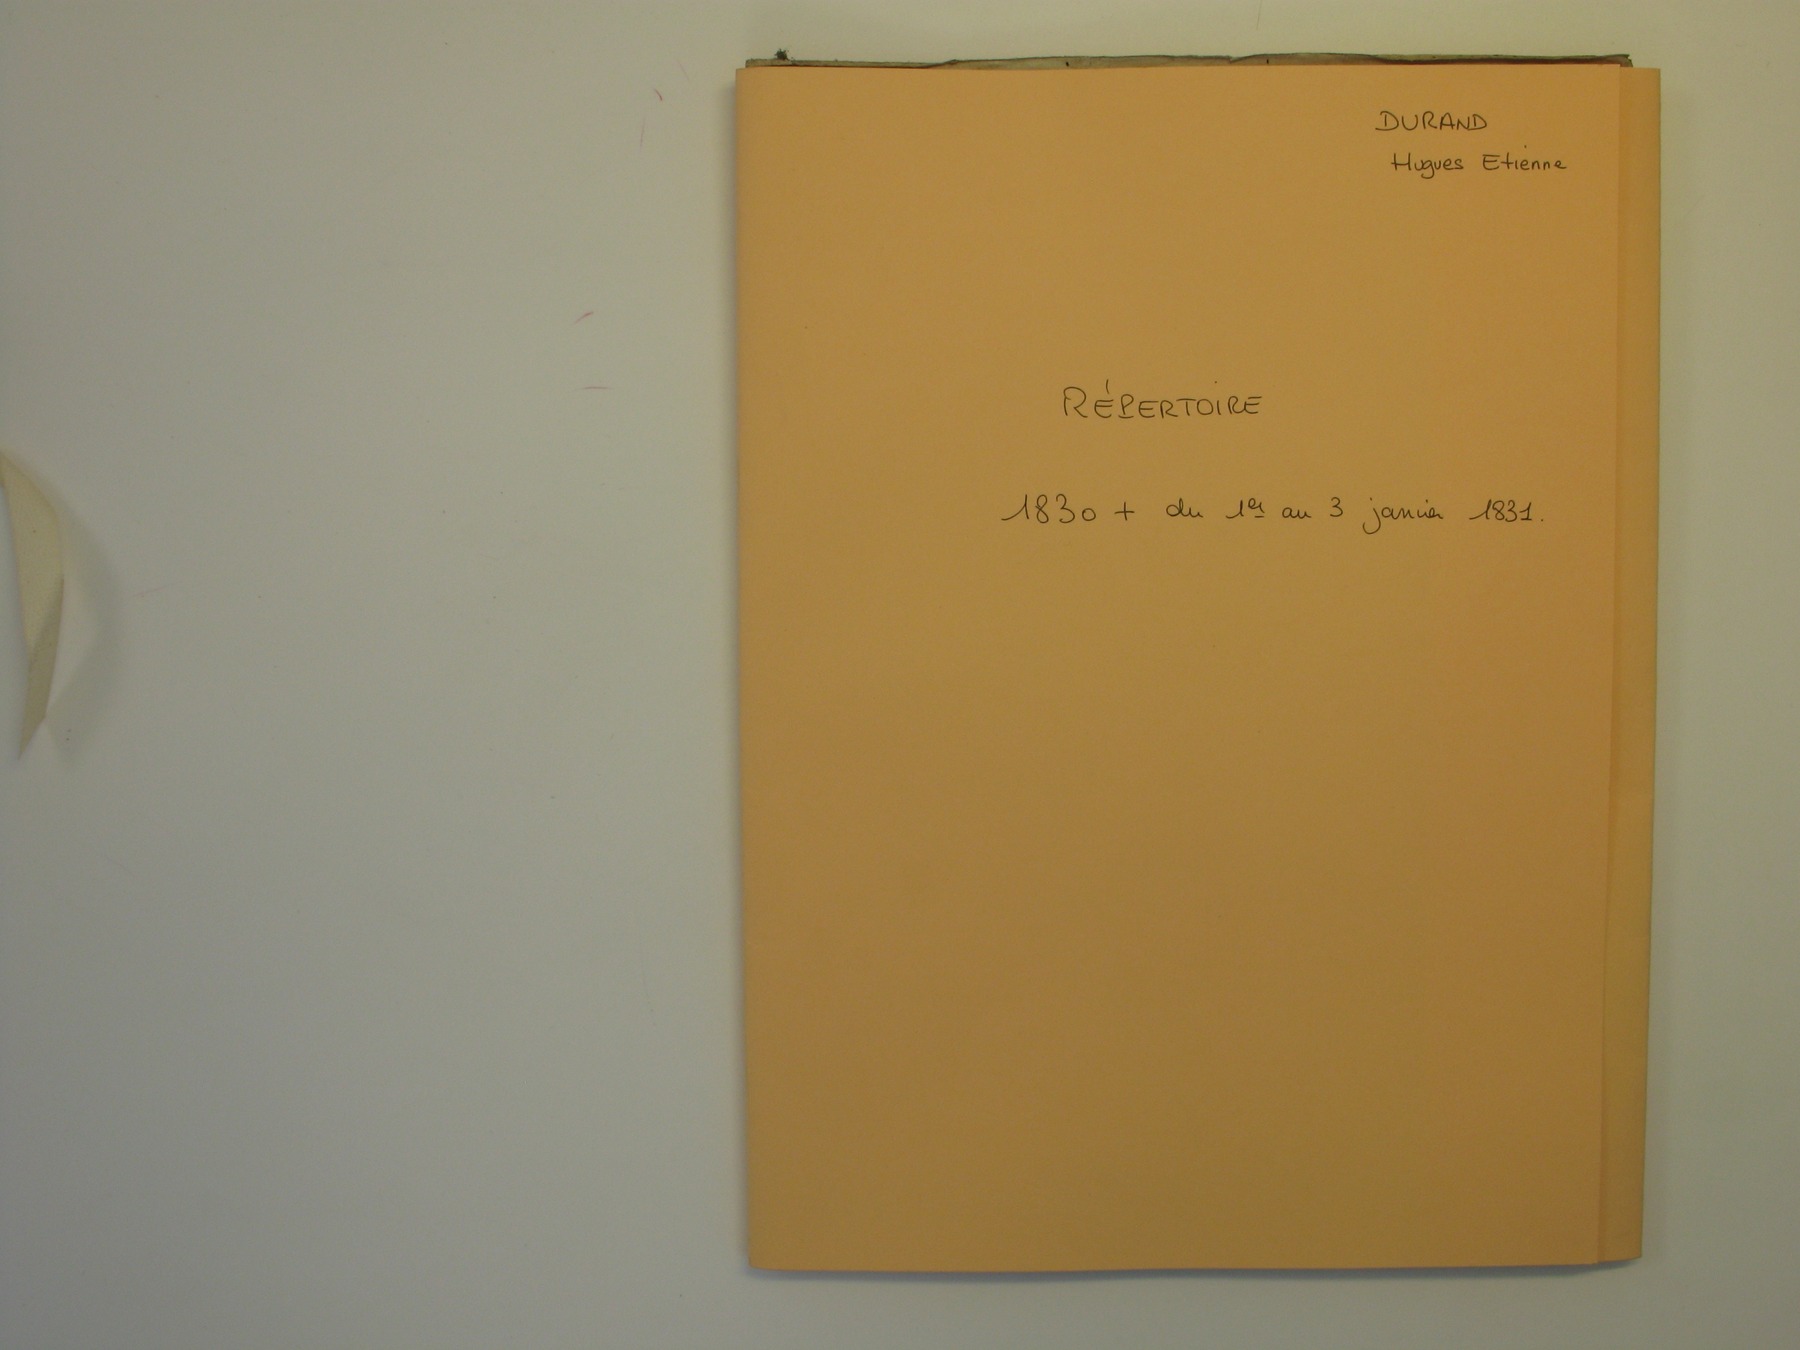 DURAND
Hugues Etienne
RÉPERTOIRE
1830 + du 1er au 3 janvier 1831.